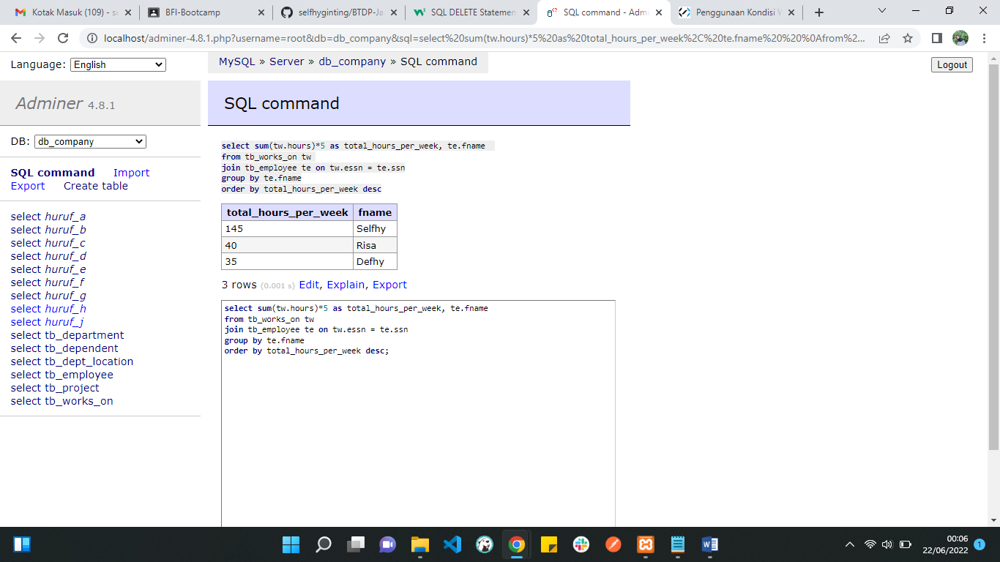 Kotak Masuk (109) - se
BFI-Bootcamp
selfhyginting/BTDP-Ja
SQL DELETE Statement
SQL command - Admi
Penggunaan Kondisi W
localhost/adminer-4.8.1.php?username=root&db=db_company&sql=select%20sum(tw.hours)*5%20as%20total_hours_per_week%2C%20te.fname%20%20%0Afrom%2...
Language: English
MySQL » Server » db_company » SQL command
Logout
Adminer 4.8.1
SQL command
DB: db_company
SQL command Import
Export Create table
select huruf_a
select huruf_b
select huruf_c
select huruf_d
select huruf_e
select huruf_f
select huruf_g
select huruf_h
select huruf_j
select tb_department
select tb_dependent
select tb_dept_location
select tb_employee
select tb_project
select tb_works_on
select sum(tw.hours)*5 as total_hours_per_week, te.fname
from tb_works_on tw
join tb_employee te on tw.essn = te.ssn
group by te.fname
order by total_hours_per_week desc
total_hours_per_week fname
145 Selfhy
40 Risa
35 Defhy
3 rows (0.001 s) Edit, Explain, Export
select sum(tw.hours)*5 as total_hours_per_week, te.fname
from tb_works_on tw
join tb_employee te on tw.essn = te.ssn
group by te.fname
order by total_hours_per_week desc;
00:06
22/06/2022
1